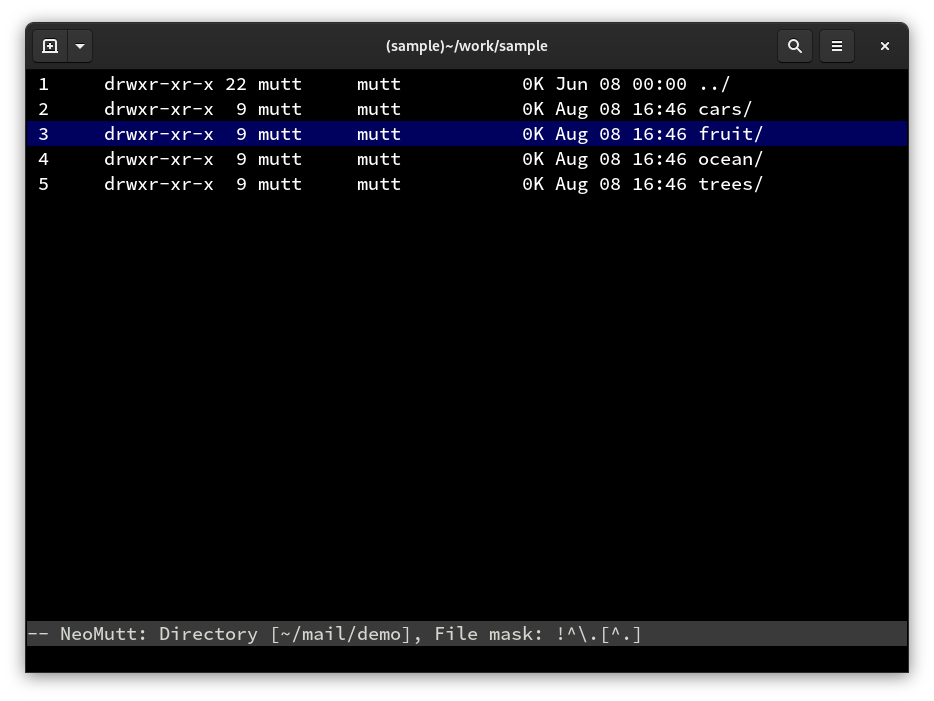 (sample)~/work/sample
1     drwxr-xr-x 22 mutt     mutt           0K Jun 08 00:00 ../
2     drwxr-xr-x  9 mutt     mutt           0K Aug 08 16:46 cars/
3     drwxr-xr-x  9 mutt     mutt           0K Aug 08 16:46 fruit/
4     drwxr-xr-x  9 mutt     mutt           0K Aug 08 16:46 ocean/
5     drwxr-xr-x  9 mutt     mutt           0K Aug 08 16:46 trees/
-- NeoMutt: Directory [~/mail/demo], File mask: !^\.[^.]